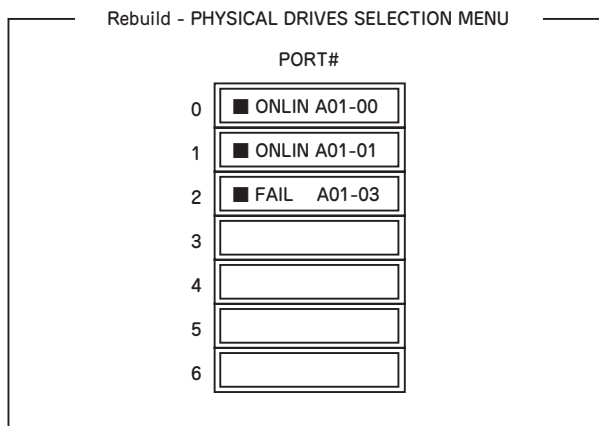 Rebuild - PHYSICAL DRIVES SELECTION MENU
PORT#
0 ■ ONLIN A01-00
1 ■ ONLIN A01-01
2 ■ FAIL A01-03
3
4
5
6